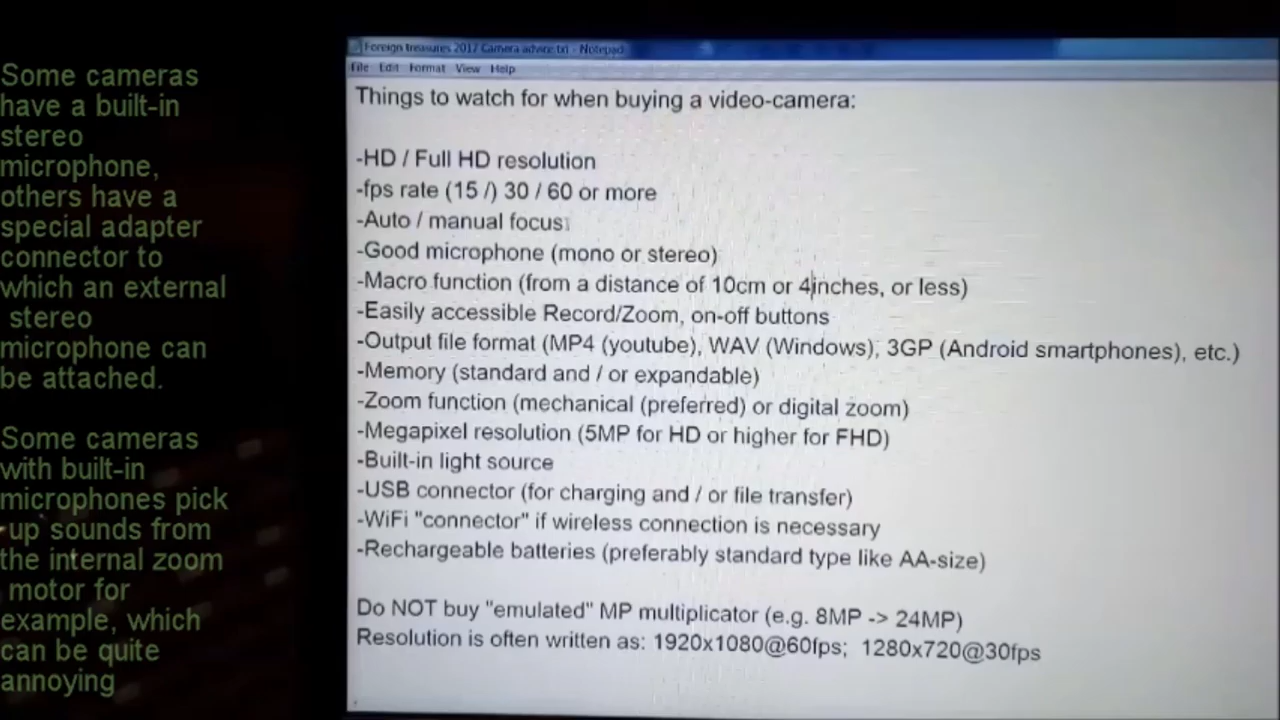 Some cameras
have a built-in
stereo
microphone,
others have a
special adapter
connector to
which an external
stereo
microphone can
be attached.
Some cameras
with built-in
microphones pick
up sounds from
the internal zoom
motor for
example, which
can be quite
annoying
Foreign treasures 2017 Camera advice.txt - Notepad
File Edit Format View Help
Things to watch for when buying a video-camera:
-HD / Full HD resolution
-fps rate (15 /) 30 / 60 or more
-Auto / manual focus
-Good microphone (mono or stereo)
-Macro function (from a distance of 10cm or 4inches, or less)
-Easily accessible Record/Zoom, on-off buttons
-Output file format (MP4 (youtube), WAV (Windows), 3GP (Android smartphones), etc.)
-Memory (standard and / or expandable)
-Zoom function (mechanical (preferred) or digital zoom)
-Megapixel resolution (5MP for HD or higher for FHD)
-Built-in light source
-USB connector (for charging and / or file transfer)
-WiFi "connector" if wireless connection is necessary
-Rechargeable batteries (preferably standard type like AA-size)
Do NOT buy "emulated" MP multiplicator (e.g. 8MP -> 24MP)
Resolution is often written as: 1920x1080@60fps; 1280x720@30fps